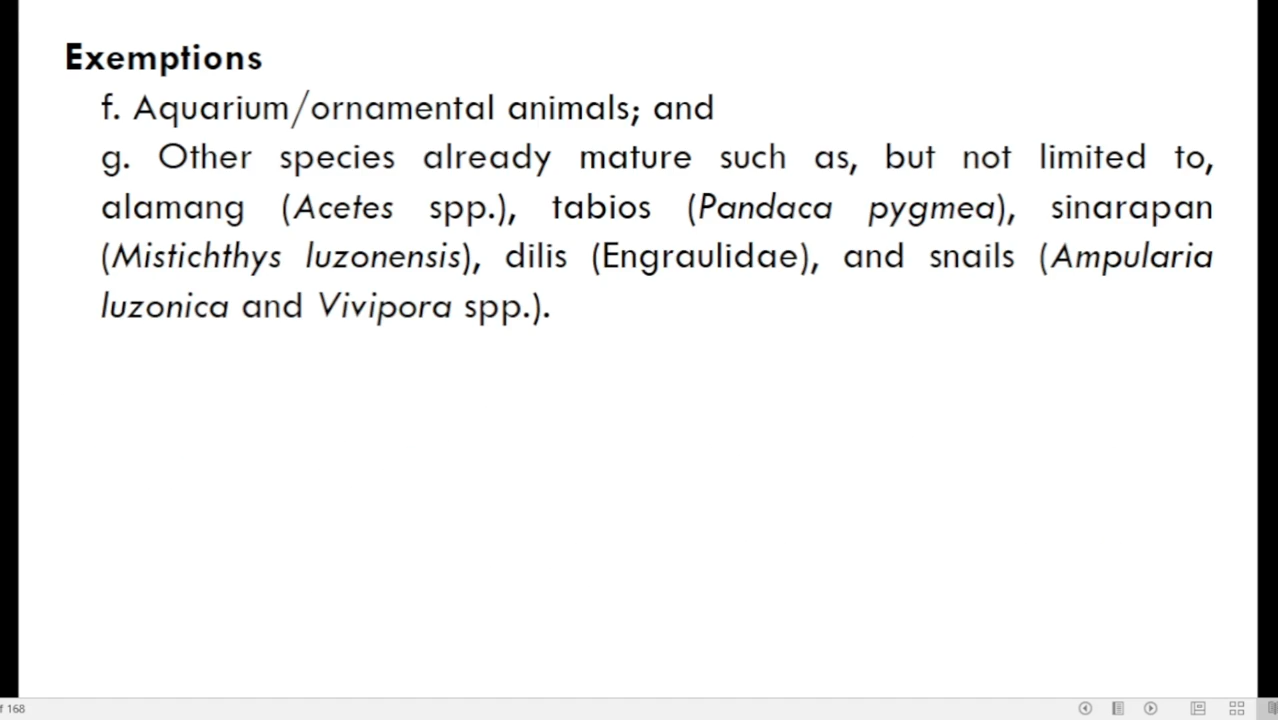 Exemptions
f. Aquarium/ornamental animals; and
g. Other species already mature such as, but not limited to,
alamang (Acetes spp.), tabios (Pandaca pygmea), sinarapan
(Mistichthys luzonensis), dilis (Engraulidae), and snails (Ampularia
luzonica and Vivipora spp.).
f 168